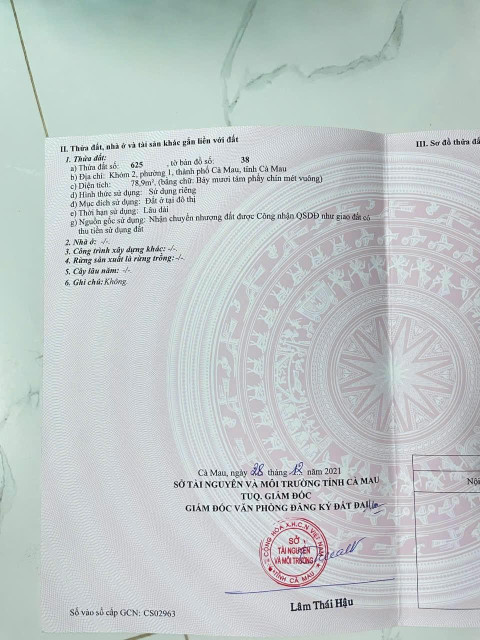 II. Thửa đất, nhà ở và tài sản khác gắn liền với đất
1. Thửa đất:
a) Thửa đất số: 625 , tờ bản đồ số: 38
b) Địa chỉ: Khóm 2, phường 1, thành phố Cà Mau, tỉnh Cà Mau
c) Diện tích: 78,9m², (bằng chữ: Bảy mươi tám phẩy chín mét vuông)
d) Hình thức sử dụng: Sử dụng riêng
đ) Mục đích sử dụng: Đất ở tại đô thị
e) Thời hạn sử dụng: Lâu dài
g) Nguồn gốc sử dụng: Nhận chuyển nhượng đất được Công nhận QSDĐ như giao đất có
thu tiền sử dụng đất
2. Nhà ở: -/-.
3. Công trình xây dựng khác: -/-.
4. Rừng sản xuất là rừng trồng: -/-.
5. Cây lâu năm: -/-.
6. Ghi chú: Không.
III. Sơ đồ thửa đất
Cà Mau, ngày 28 tháng 12 năm 2021
SỞ TÀI NGUYÊN VÀ MÔI TRƯỜNG TỈNH CÀ MAU
TUQ. GIÁM ĐỐC
GIÁM ĐỐC VĂN PHÒNG ĐĂNG KÝ ĐẤT ĐAI
CỘNG HÒA X.H.C.N VIỆT NAM
SỞ
TÀI NGUYÊN
VÀ MÔI TRƯỜNG
TỈNH CÀ MAU
Lâm Thái Hậu
Số vào sổ cấp GCN: CS02963
Nội